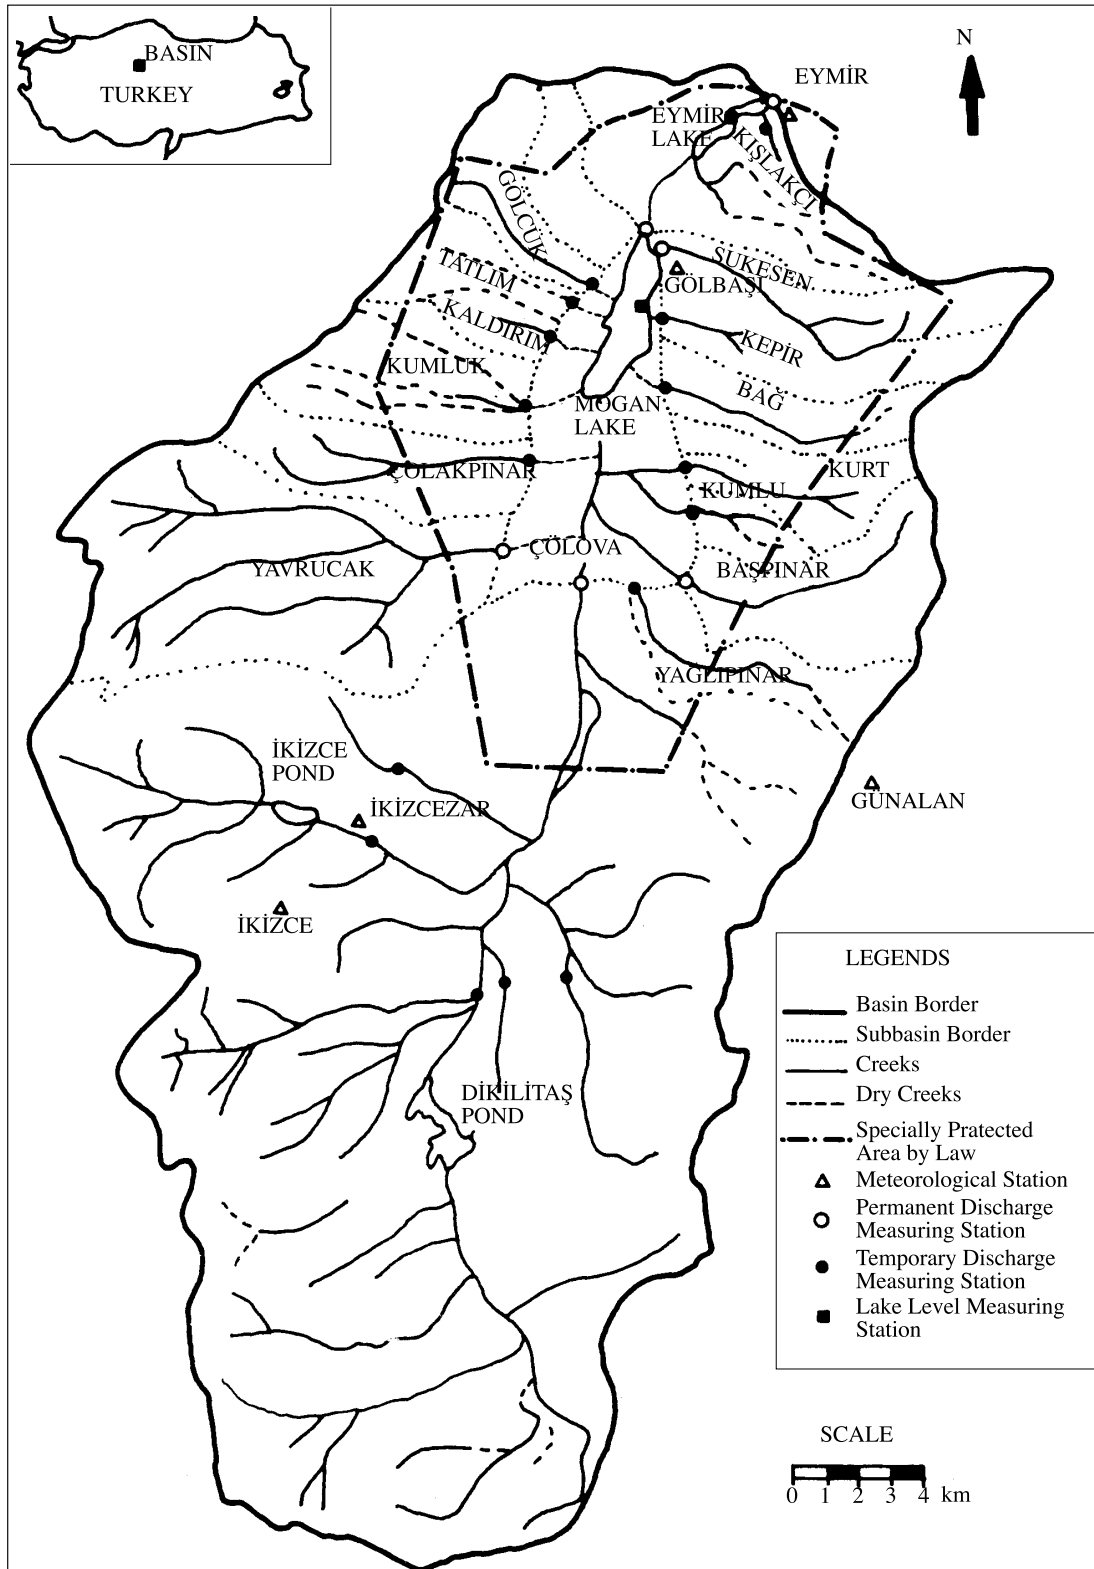 BASIN
TURKEY
N
EYMİR
EYMİR
LAKE
KIŞLAKÇI
GÖLCÜK
SUKESEN
TATLIM
GÖLBAŞI
KALDIRIM
KEPİR
KUMLUK
BAĞ
MOGAN
LAKE
ÇOLAKPINAR
KURT
KUMLU
ÇÖLOVA
YAVRUCAK
BAŞPINAR
YAĞLIPINAR
İKİZCE
POND
GÜNALAN
İKİZCEZAR
İKİZCE
DİKİLİTAŞ
POND
LEGENDS
Basin Border
Subbasin Border
Creeks
Dry Creeks
Specially Pratected
Area by Law
Meteorological Station
Permanent Discharge
Measuring Station
Temporary Discharge
Measuring Station
Lake Level Measuring
Station
SCALE
0 1 2 3 4 km